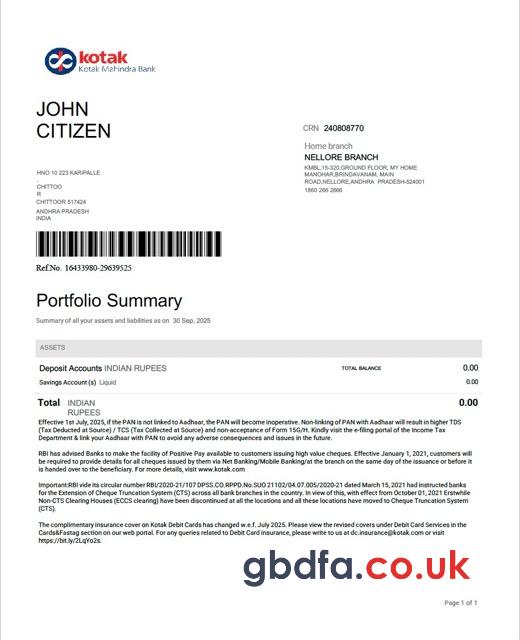 kotak
Kotak Mahindra Bank
JOHN
CITIZEN
CRN 240808770
Home branch
NELLORE BRANCH
KMBL,15-320,GROUND FLOOR, MY HOME
MANOHAR,BRINDAVANAM, MAIN
ROAD,NELLORE,ANDHRA PRADESH-524001
1860 266 2666
HNO 10 223 KARIPALLE
.
CHITTOO
R
CHITTOOR 517424
ANDHRA PRADESH
INDIA
Ref.No. 16433980-29639525
Portfolio Summary
Summary of all your assets and liabilities as on 30 Sep, 2025
ASSETS
Deposit Accounts INDIAN RUPEES TOTAL BALANCE 0.00
Savings Account (s) Liquid 0.00
Total INDIAN RUPEES 0.00
Effective 1st July, 2025, if the PAN is not linked to Aadhaar, the PAN will become inoperative. Non-linking of PAN with Aadhaar will result in higher TDS
(Tax Deducted at Source) / TCS (Tax Collected at Source) and non-acceptance of Form 15G/H. Kindly visit the e-filing portal of the Income Tax
Department & link your Aadhaar with PAN to avoid any adverse consequences and issues in the future.
RBI has advised Banks to make the facility of Positive Pay available to customers issuing high value cheques. Effective January 1, 2021, customers will be
required to provide details for all cheques issued by them via Net Banking/Mobile Banking/at the branch on the same day of the issuance or before it
is handed over to the beneficiary. For more details, visit www.kotak.com
Important:RBI vide its circular number RBI/2020-21/107 DPSS.CO.RPPD.No.SUO 21102/04.07.005/2020-21 dated March 15, 2021 had instructed banks
for the Extension of Cheque Truncation System (CTS) across all bank branches in the country. In view of this, with effect from October 01, 2021 Erstwhile
Non-CTS Clearing Houses (ECCS clearing) have been discontinued at all the locations and all these locations have moved to Cheque Truncation System
(CTS).
The complimentary insurance cover on Kotak Debit Cards has changed w.e.f. July 2025. Please view the revised covers under Debit Card Services in the
Cards&Fastag section on our web portal. For any queries related to Debit Card insurance, please write to us at dc.insurance@kotak.com or visit
https://bit.ly/2LqYo2s.
gbdfa.co.uk
Page 1 of 1